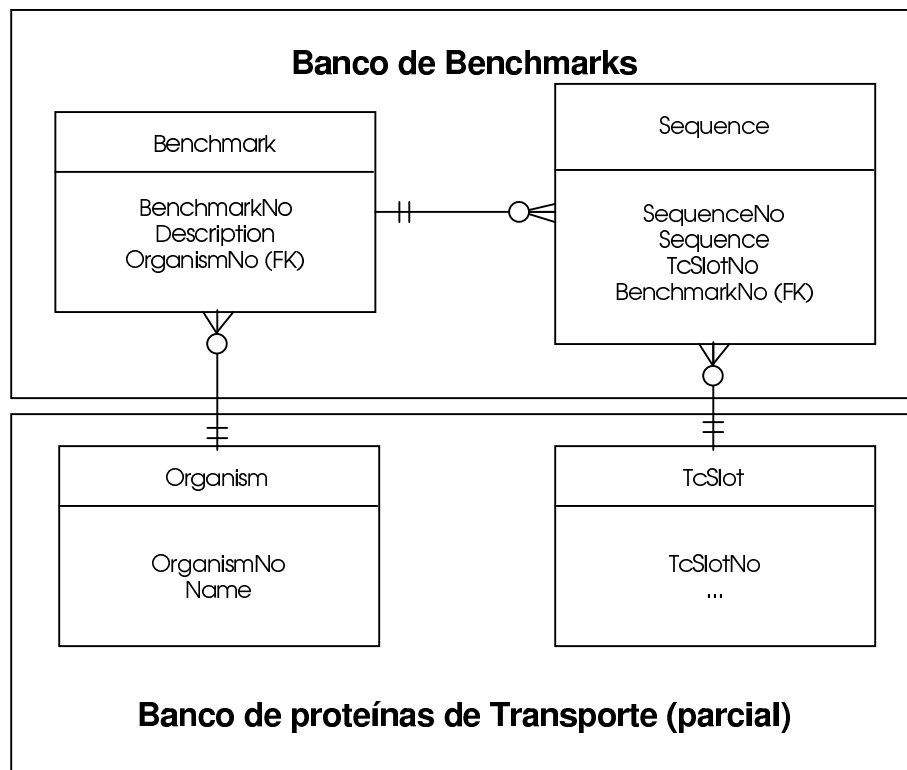 Banco de Benchmarks
Benchmark
BenchmarkNo
Description
OrganismNo (FK)
Sequence
SequenceNo
Sequence
TcSlotNo
BenchmarkNo (FK)
Organism
OrganismNo
Name
TcSlot
TcSlotNo
...
Banco de proteínas de Transporte (parcial)